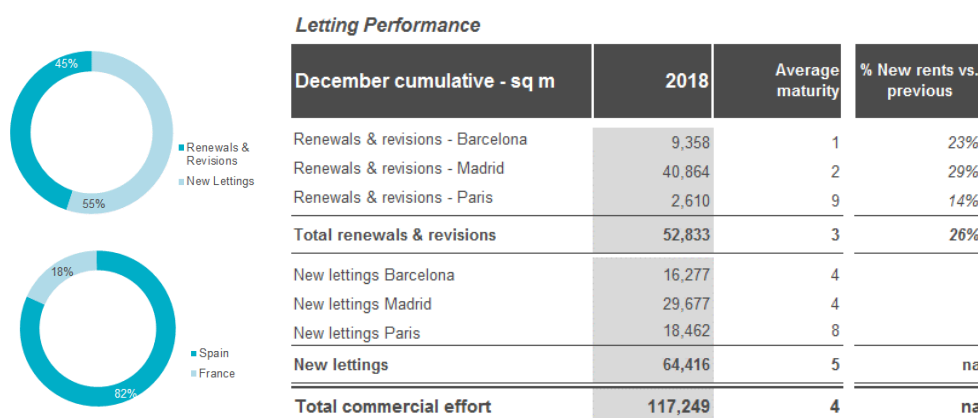 Letting Performance
45%
Renewals &
Revisions
New Lettings
55%
18%
Spain
France
82%
December cumulative - sq m 2018 Average maturity % New rents vs. previous
Renewals & revisions - Barcelona 9,358 1 23%
Renewals & revisions - Madrid 40,864 2 29%
Renewals & revisions - Paris 2,610 9 14%
Total renewals & revisions 52,833 3 26%
New lettings Barcelona 16,277 4
New lettings Madrid 29,677 4
New lettings Paris 18,462 8
New lettings 64,416 5 na
Total commercial effort 117,249 4 na